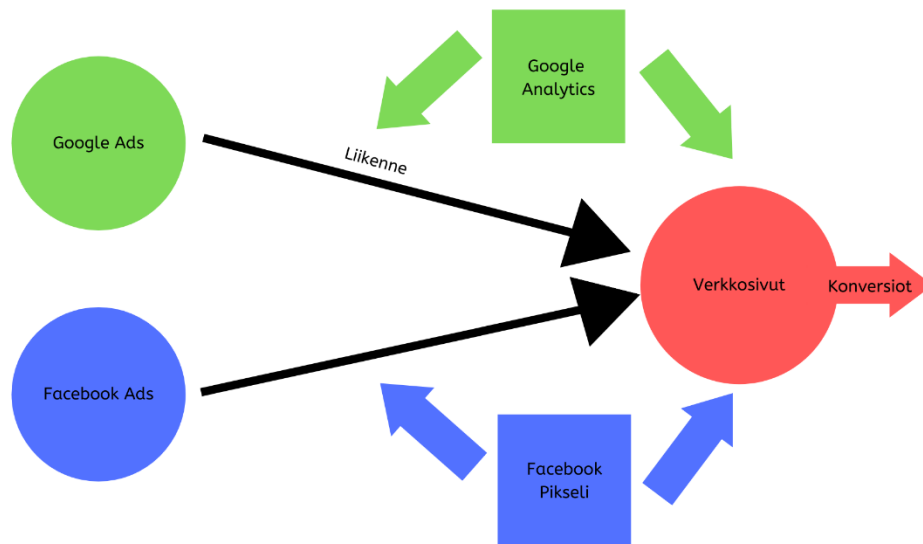 Google
Analytics
Google Ads
Liikenne
Verkkosivut
Konversiot
Facebook Ads
Facebook
Pikseli